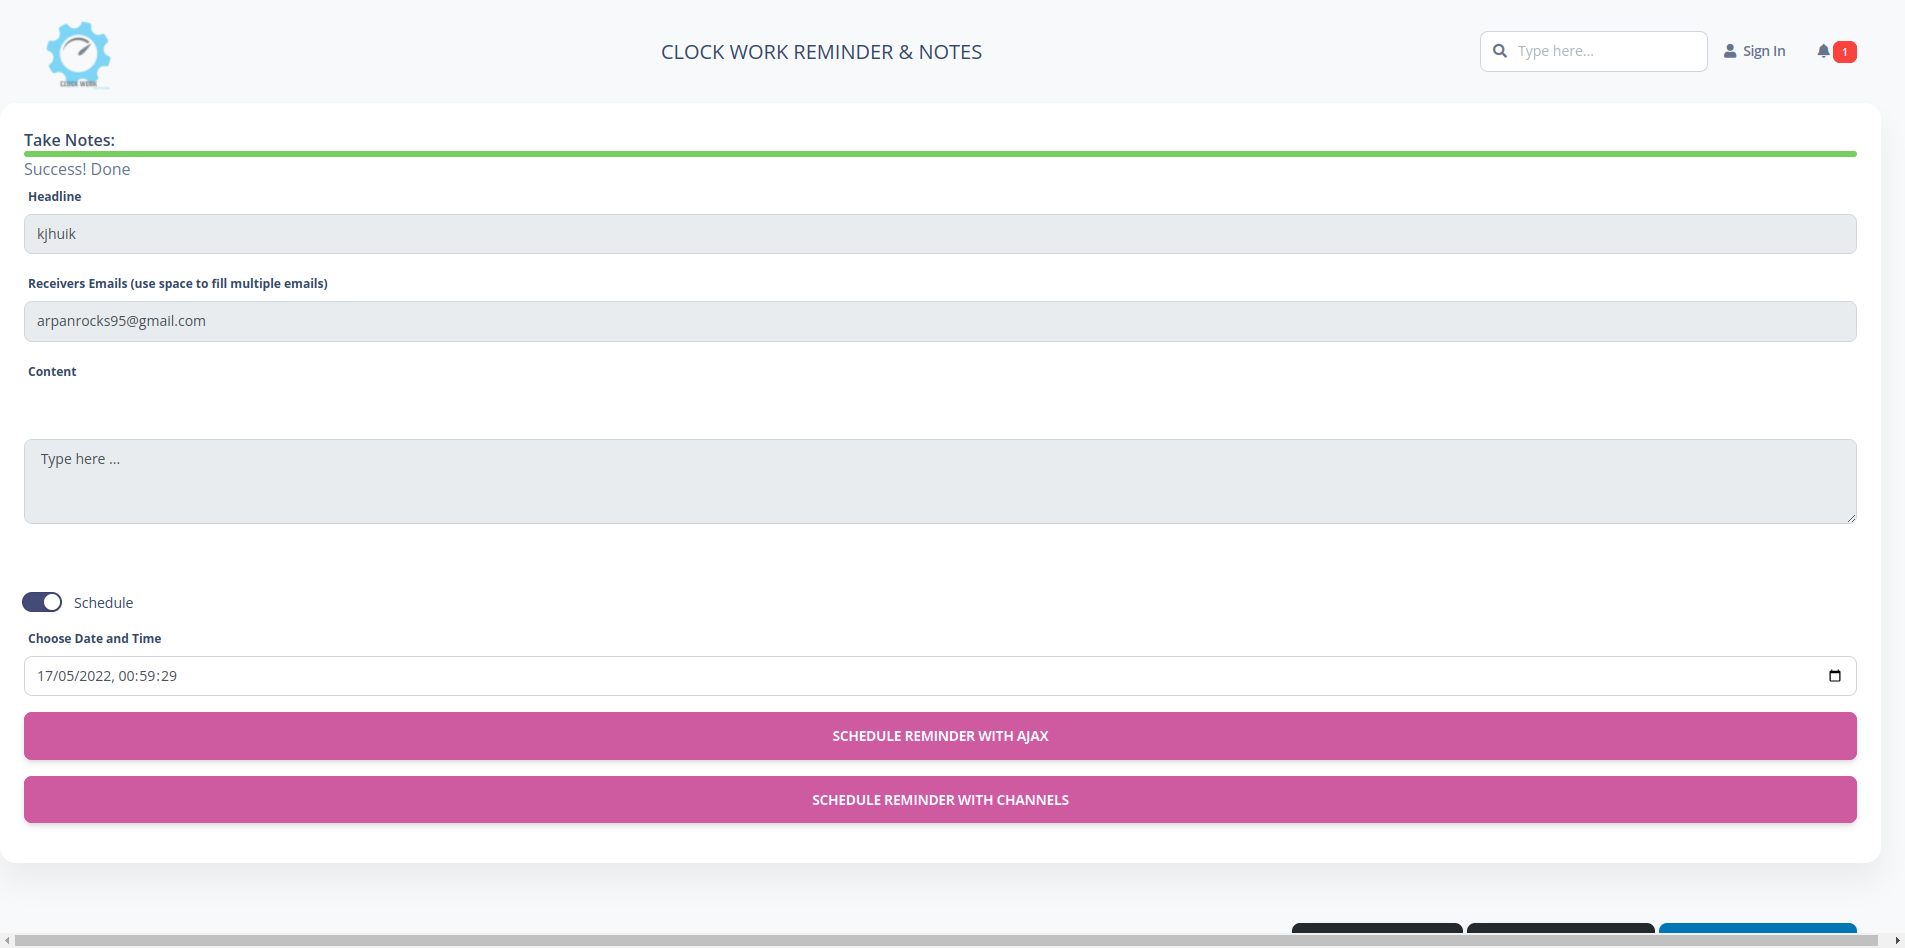 CLOCK WORK
CLOCK WORK REMINDER & NOTES
Type here...
Sign In
1
Take Notes:
Success! Done
Headline
kjhuik
Receivers Emails (use space to fill multiple emails)
arpanrocks95@gmail.com
Content
Type here ...
Schedule
Choose Date and Time
17/05/2022, 00:59:29
SCHEDULE REMINDER WITH AJAX
SCHEDULE REMINDER WITH CHANNELS